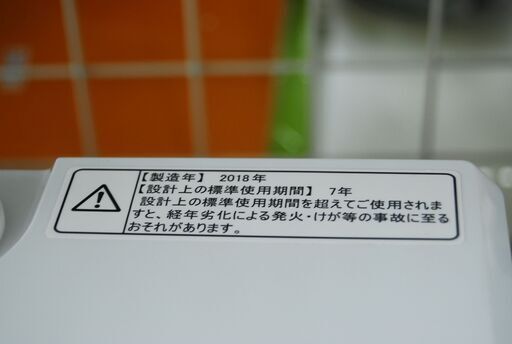 【製造年】 2018年
【設計上の標準使用期間】 7年
設計上の標準使用期間を超えてご使用されま
すと、経年劣化による発火・けが等の事故に至る
おそれがあります。